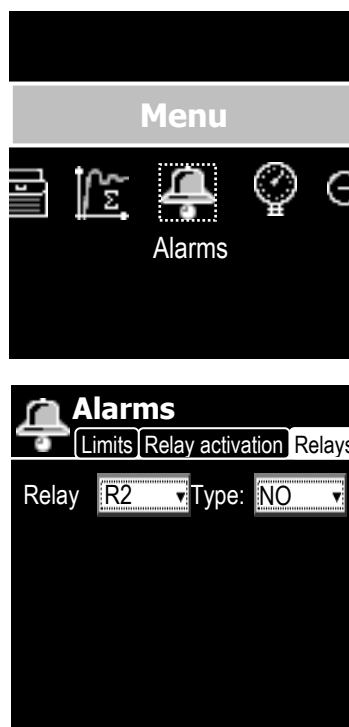 Menu
Σ
Alarms
Alarms
Limits Relay activation Relays
Relay R2 Type: NO